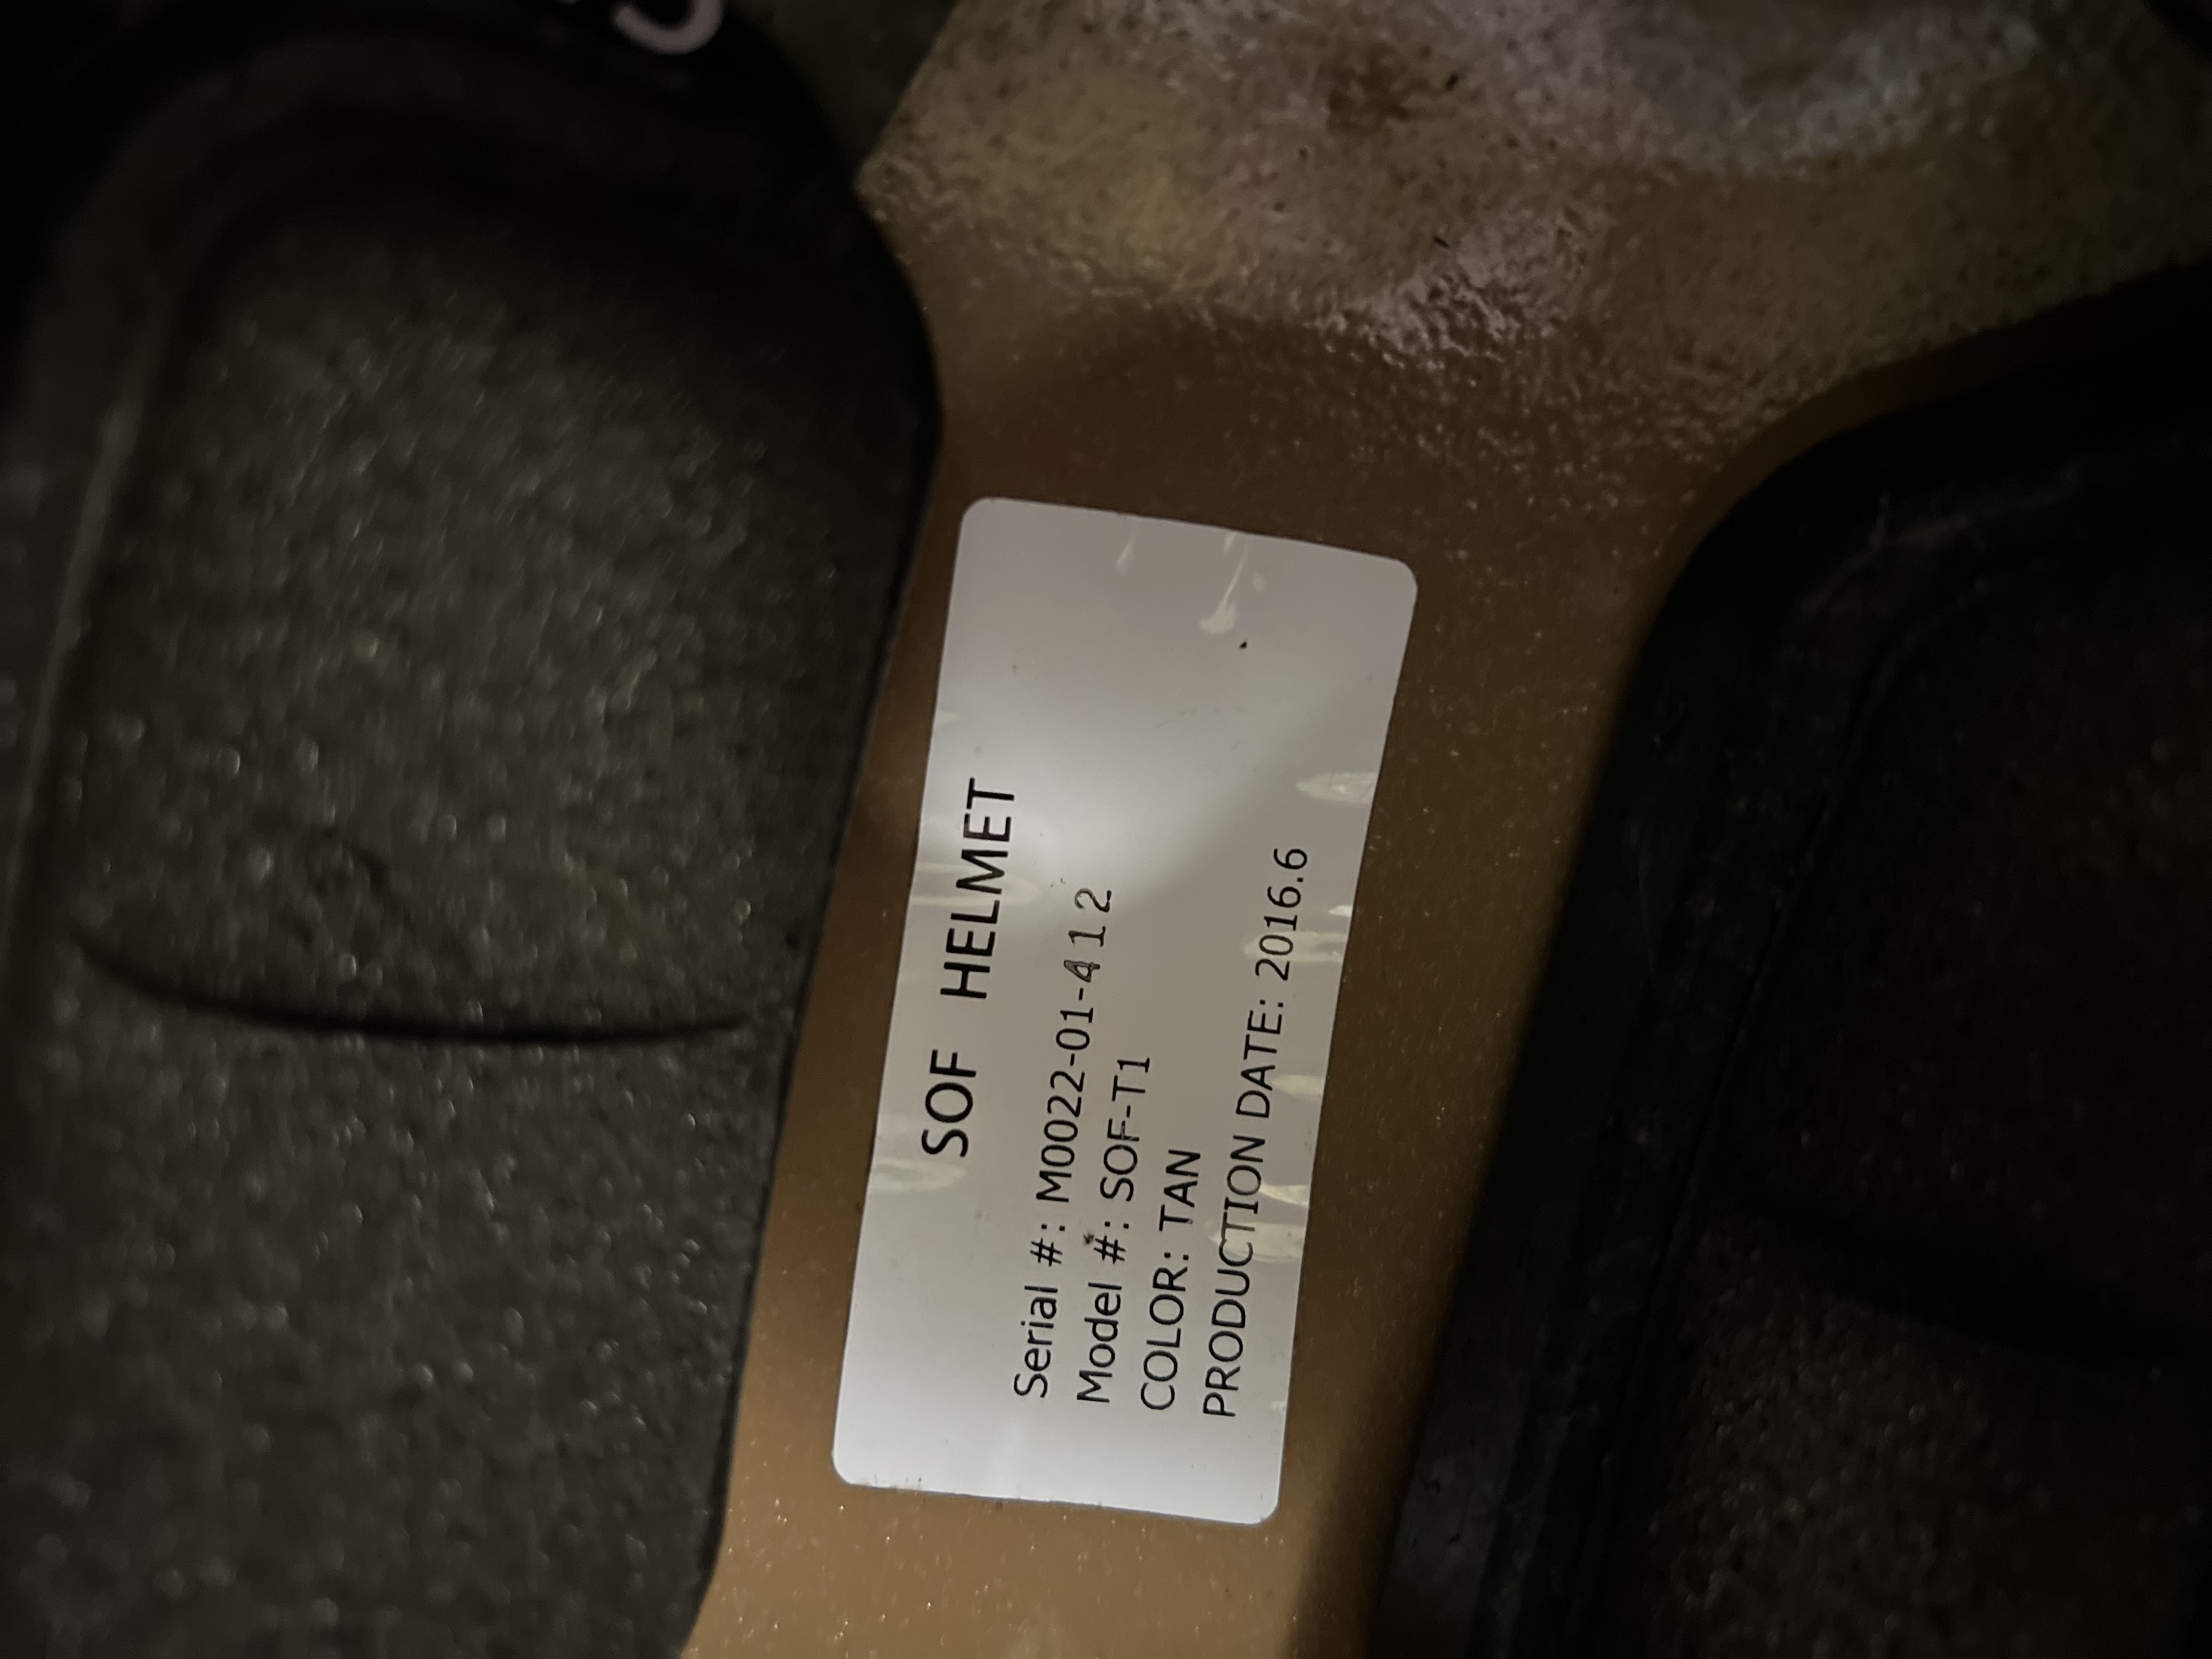 SOF HELMET
Serial #: M0022-01-412
Model #: SOF-T1
COLOR: TAN
PRODUCTION DATE: 2016.6